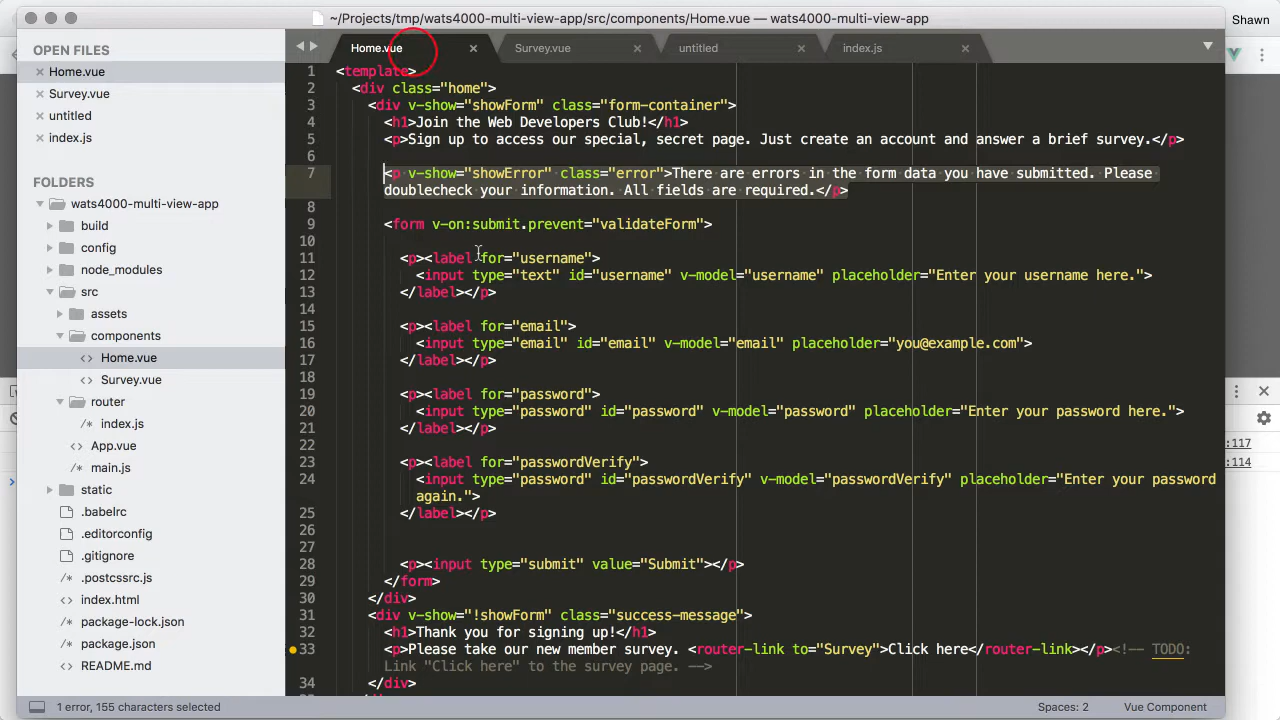 ~/Projects/tmp/wats4000-multi-view-app/src/components/Home.vue — wats4000-multi-view-app
Shawn
OPEN FILES
Home.vue
Survey.vue
untitled
index.js
FOLDERS
wats4000-multi-view-app
build
config
node_modules
src
assets
components
Home.vue
Survey.vue
router
index.js
App.vue
main.js
static
.babelrc
.editorconfig
.gitignore
.postcssrc.js
index.html
package-lock.json
package.json
README.md
Home.vue
Survey.vue
untitled
index.js
1 <template>
2 <div class="home">
3 <div v-show="showForm" class="form-container">
4 <h1>Join the Web Developers Club!</h1>
5 <p>Sign up to access our special, secret page. Just create an account and answer a brief survey.</p>
6
7 <p v-show="showError" class="error">There are errors in the form data you have submitted. Please
doublecheck your information. All fields are required.</p>
8
9 <form v-on:submit.prevent="validateForm">
10
11 <p><label for="username">
12 <input type="text" id="username" v-model="username" placeholder="Enter your username here.">
13 </label></p>
14
15 <p><label for="email">
16 <input type="email" id="email" v-model="email" placeholder="you@example.com">
17 </label></p>
18
19 <p><label for="password">
20 <input type="password" id="password" v-model="password" placeholder="Enter your password here.">
21 </label></p>
22
23 <p><label for="passwordVerify">
24 <input type="password" id="passwordVerify" v-model="passwordVerify" placeholder="Enter your password
again.">
25 </label></p>
26
27
28 <p><input type="submit" value="Submit"></p>
29 </form>
30 </div>
31 <div v-show="!showForm" class="success-message">
32 <h1>Thank you for signing up!</h1>
33 <p>Please take our new member survey. <router-link to="Survey">Click here</router-link></p><!-- TODO:
Link "Click here" to the survey page. -->
34 </div>
:117
:114
1 error, 155 characters selected
Spaces: 2
Vue Component